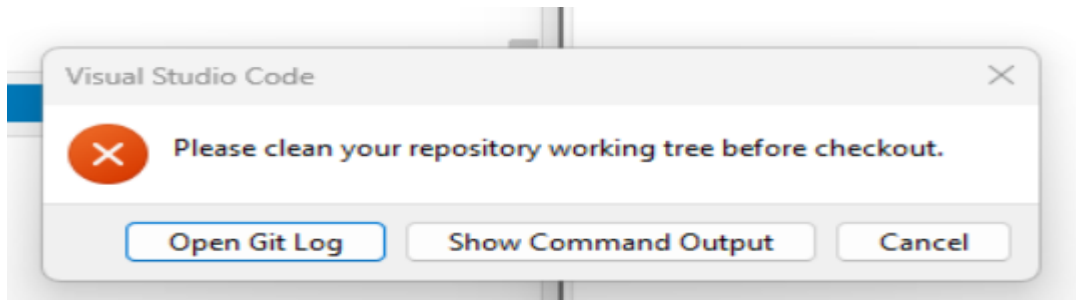 Visual Studio Code
Please clean your repository working tree before checkout.
Open Git Log Show Command Output Cancel